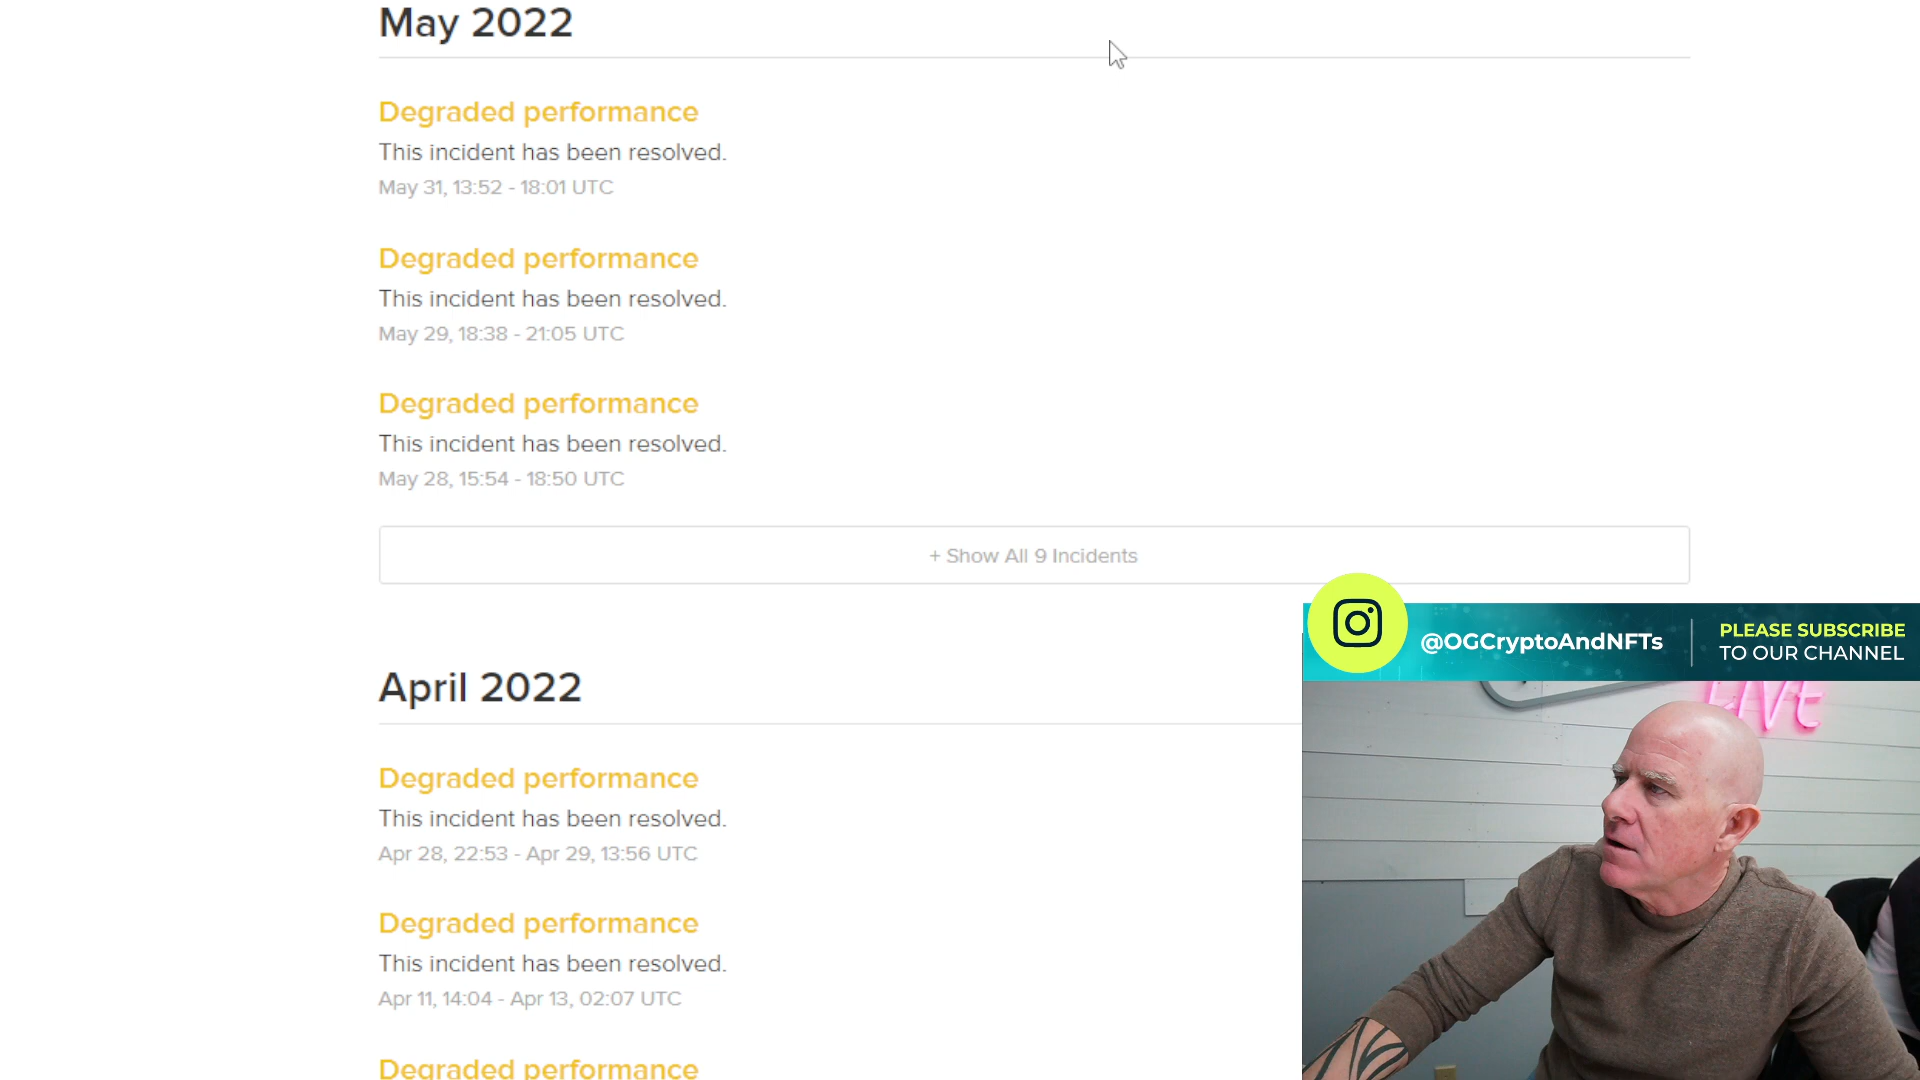 May 2022
Degraded performance
This incident has been resolved.
May 31, 13:52 - 18:01 UTC
Degraded performance
This incident has been resolved.
May 29, 18:38 - 21:05 UTC
Degraded performance
This incident has been resolved.
May 28, 15:54 - 18:50 UTC
+ Show All 9 Incidents
@OGCryptoAndNFTs
PLEASE SUBSCRIBE
TO OUR CHANNEL
LIVE
April 2022
Degraded performance
This incident has been resolved.
Apr 28, 22:53 - Apr 29, 13:56 UTC
Degraded performance
This incident has been resolved.
Apr 11, 14:04 - Apr 13, 02:07 UTC
Degraded performance